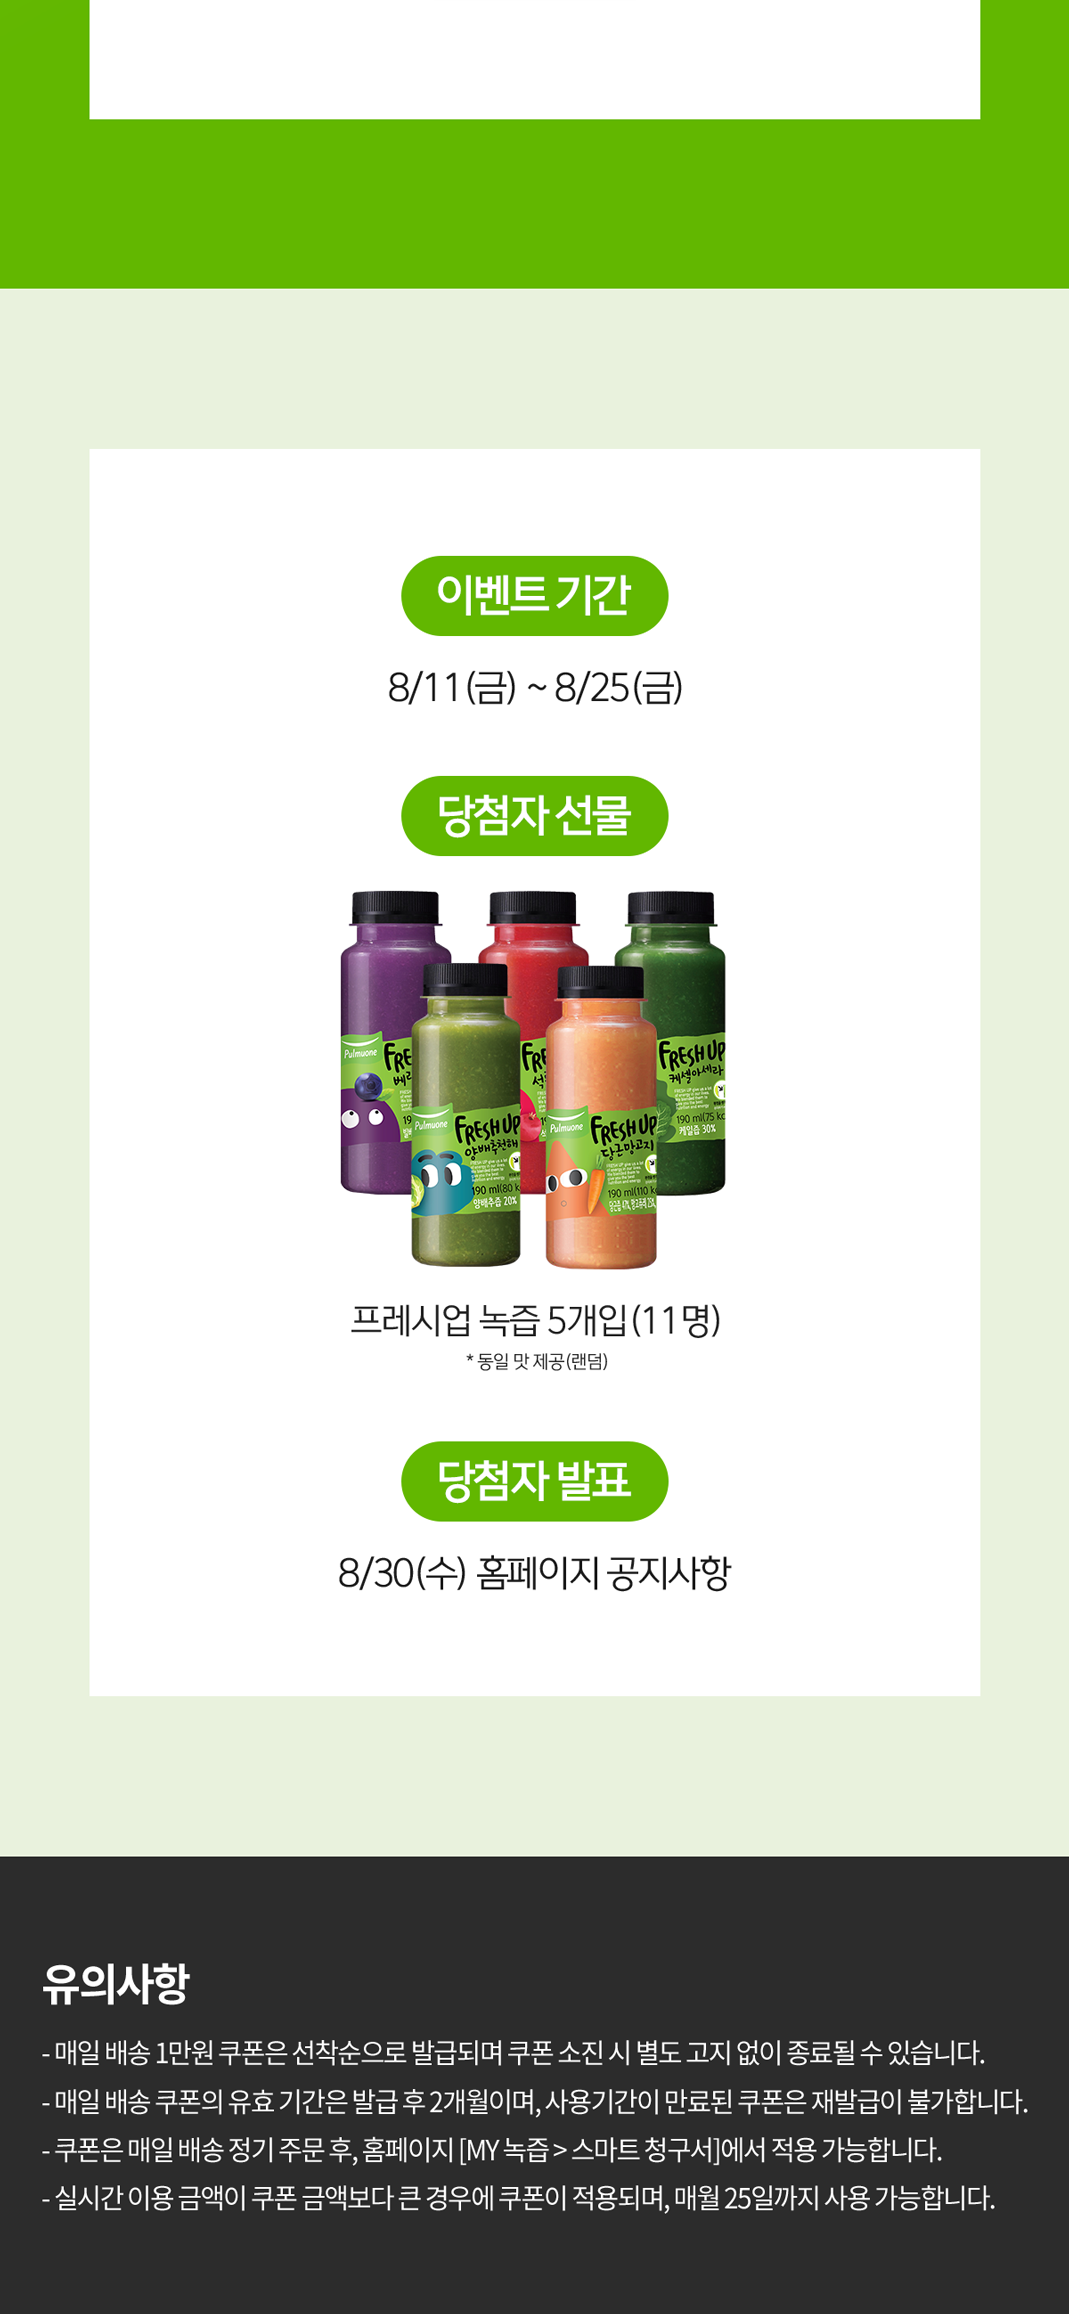 이벤트 기간
8/11(금) ~ 8/25(금)
당첨자 선물
Pulmuone
FRESH UP
케셀아세라
190 ml(75 kc
케일즙 30%
Pulmuone
FRESH UP
양배추청해
190 ml(80 k
양배추즙 20%
Pulmuone
FRESH UP
당근망고지
190 ml(110 k
프레시업 녹즙 5개입(11명)
* 동일 맛 제공(랜덤)
당첨자 발표
8/30(수) 홈페이지 공지사항
유의사항
- 매일 배송 1만원 쿠폰은 선착순으로 발급되며 쿠폰 소진 시 별도 고지 없이 종료될 수 있습니다.
- 매일 배송 쿠폰의 유효 기간은 발급 후 2개월이며, 사용기간이 만료된 쿠폰은 재발급이 불가합니다.
- 쿠폰은 매일 배송 정기 주문 후, 홈페이지 [MY 녹즙 > 스마트 청구서]에서 적용 가능합니다.
- 실시간 이용 금액이 쿠폰 금액보다 큰 경우에 쿠폰이 적용되며, 매월 25일까지 사용 가능합니다.